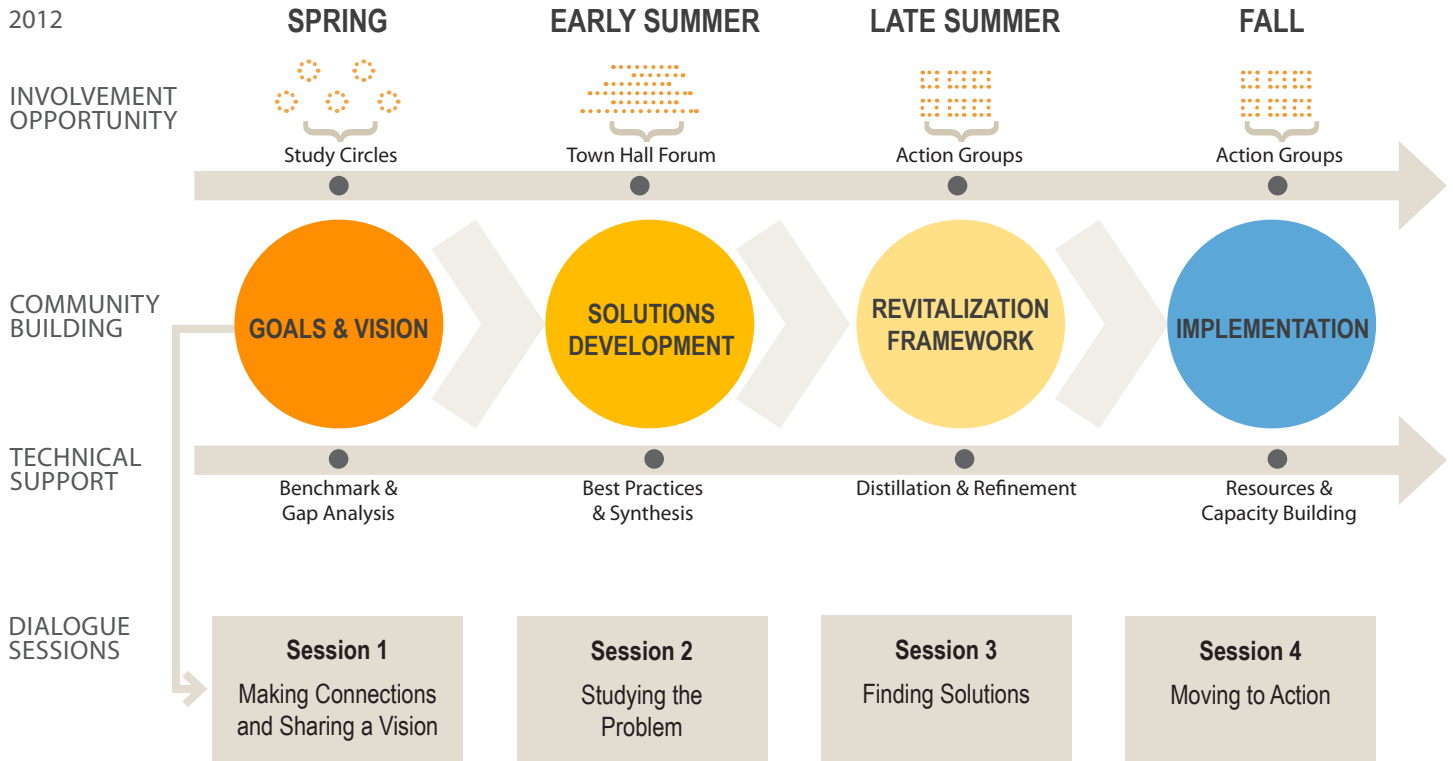 2012
SPRING
EARLY SUMMER
LATE SUMMER
FALL
INVOLVEMENT
OPPORTUNITY
Study Circles
Town Hall Forum
Action Groups
Action Groups
COMMUNITY
BUILDING
GOALS & VISION
SOLUTIONS
DEVELOPMENT
REVITALIZATION
FRAMEWORK
IMPLEMENTATION
TECHNICAL
SUPPORT
Benchmark &
Gap Analysis
Best Practices
& Synthesis
Distillation & Refinement
Resources &
Capacity Building
DIALOGUE
SESSIONS
Session 1
Making Connections
and Sharing a Vision
Session 2
Studying the
Problem
Session 3
Finding Solutions
Session 4
Moving to Action